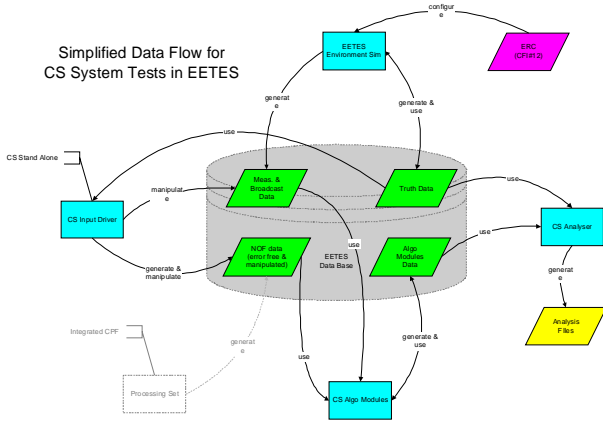 Simplified Data Flow for
CS System Tests in EETES
configur
e
EETES
Environment Sim
ERC
(CFI#12)
generat
e
generate &
use
use
CS Stand Alone
manipulat
e
Meas. &
Broadcast
Data
Truth Data
use
CS Input Driver
use
use
CS Analyser
NOF data
(error free &
manipulated)
EETES
Data Base
Algo
Modules
Data
generate &
manipulate
generat
e
Integrated CPF
generat
e
Analysis
Files
generate &
use
use
Processing Set
CS Algo Modules